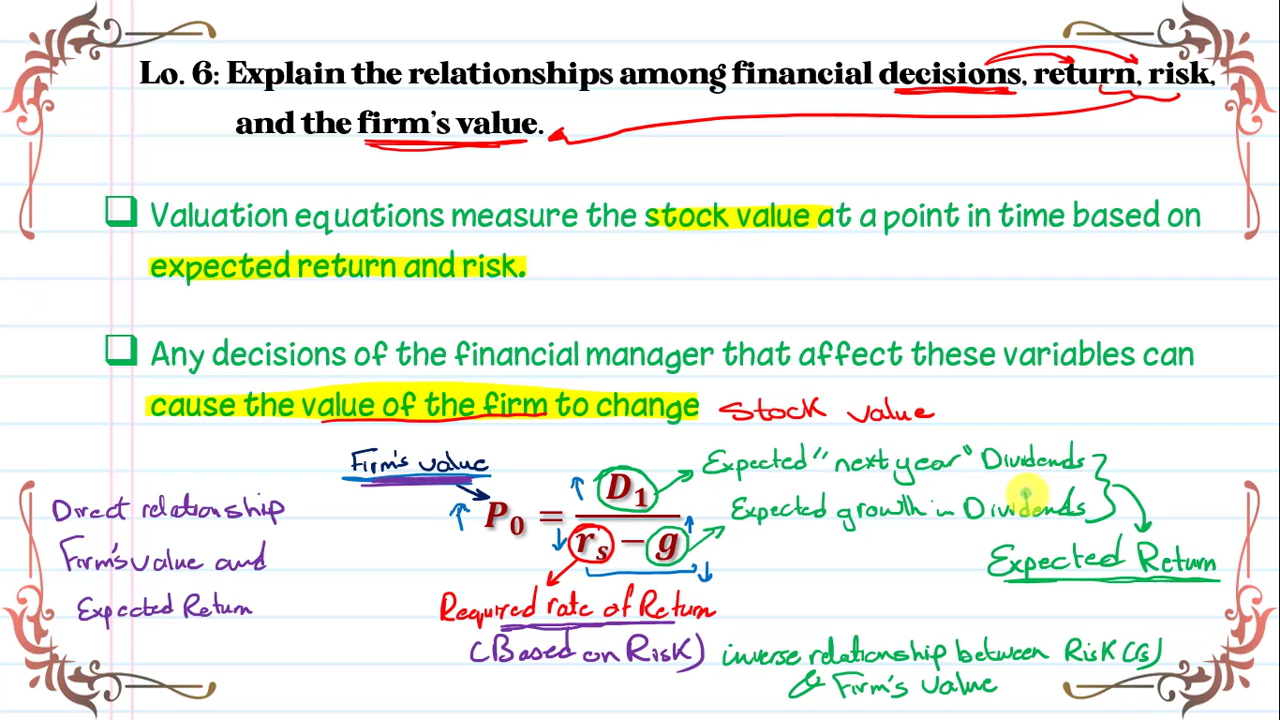 Lo. 6: Explain the relationships among financial decisions, return, risk,
and the firm's value.
Valuation equations measure the stock value at a point in time based on
expected return and risk.
Any decisions of the financial manager that affect these variables can
cause the value of the firm to change
Stock value
Firm's value
P₀ = D₁ / (rₛ − g)
Expected "next year" Dividends
Expected growth in Dividends
Expected Return
Direct relationship
Firm's value and
Expected Return
Required rate of Return
(Based on Risk)
inverse relationship between Risk (rs)
& Firm's value